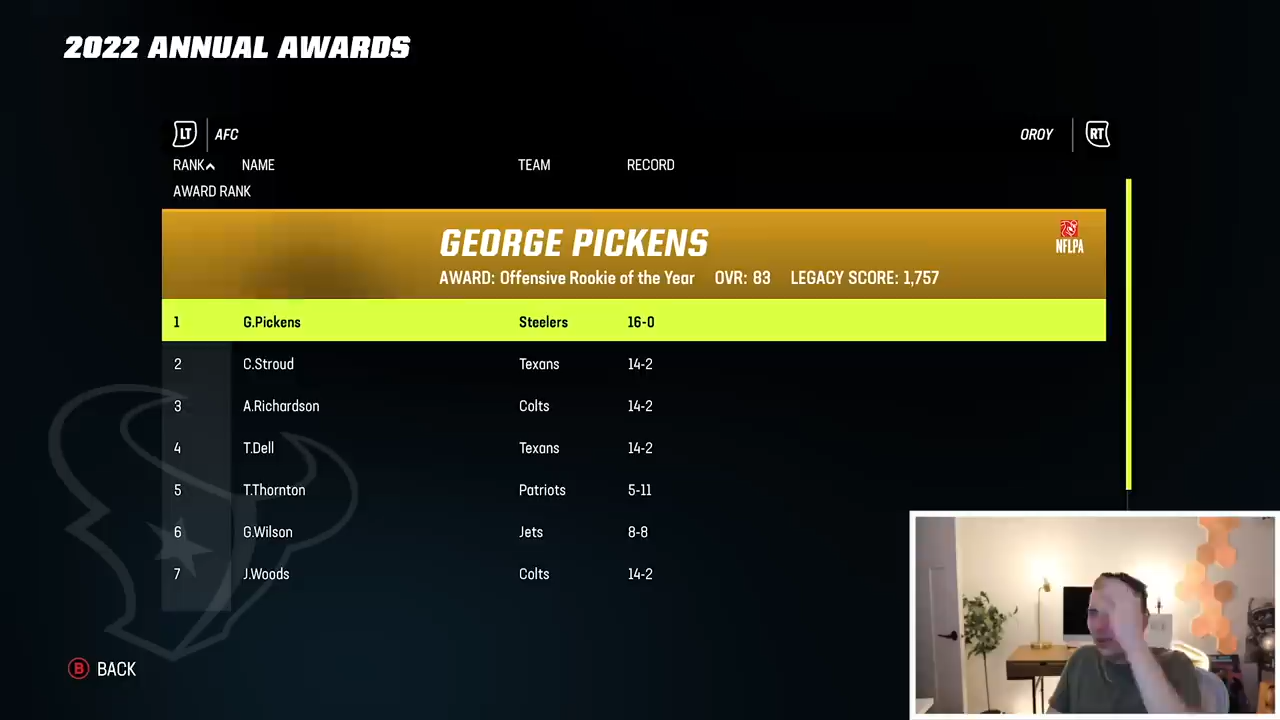 2022 ANNUAL AWARDS
LT AFC OROY RT
RANK NAME TEAM RECORD
AWARD RANK
GEORGE PICKENS
NFLPA
AWARD: Offensive Rookie of the Year OVR: 83 LEGACY SCORE: 1,757
1 G.Pickens Steelers 16-0
2 C.Stroud Texans 14-2
3 A.Richardson Colts 14-2
4 T.Dell Texans 14-2
5 T.Thornton Patriots 5-11
6 G.Wilson Jets 8-8
7 J.Woods Colts 14-2
B BACK